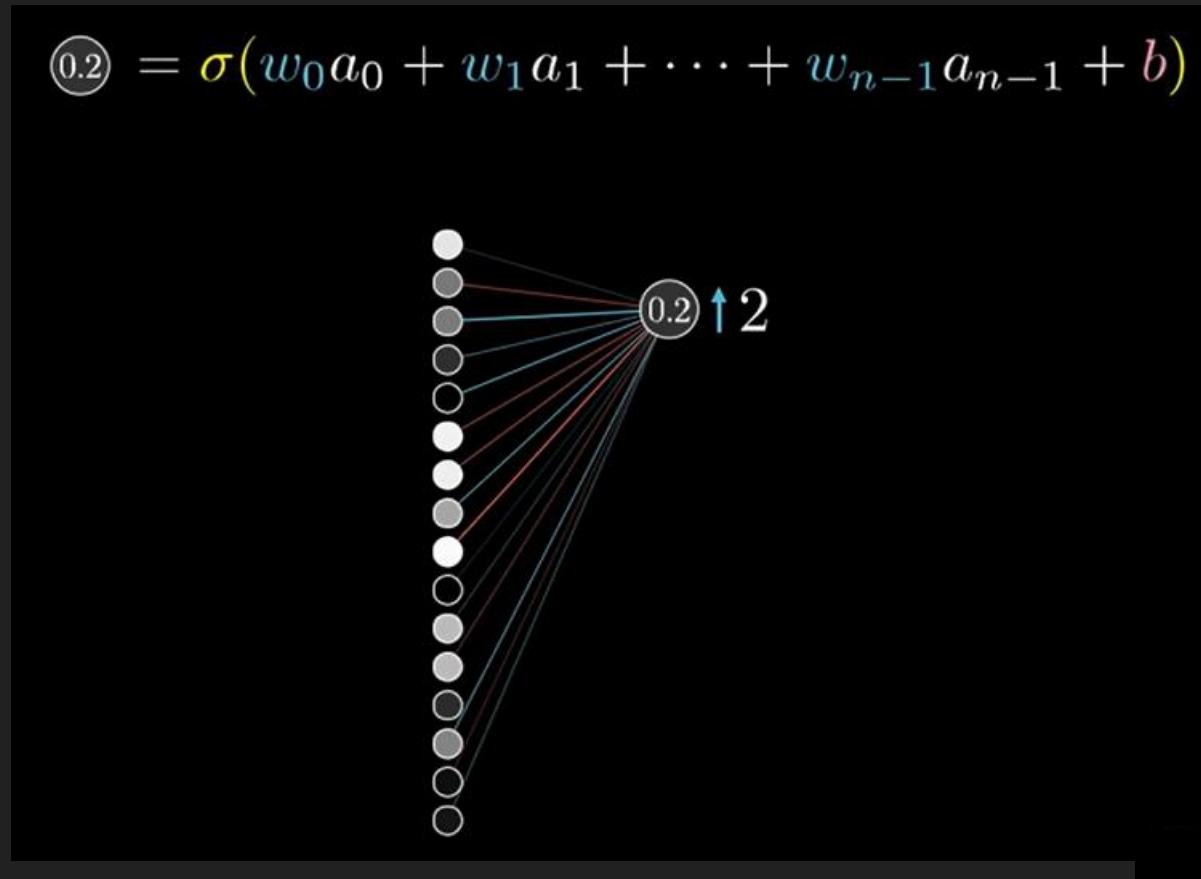 0.2 = σ(w₀a₀ + w₁a₁ + ⋯ + wₙ₋₁aₙ₋₁ + b)
0.2 ↑ 2